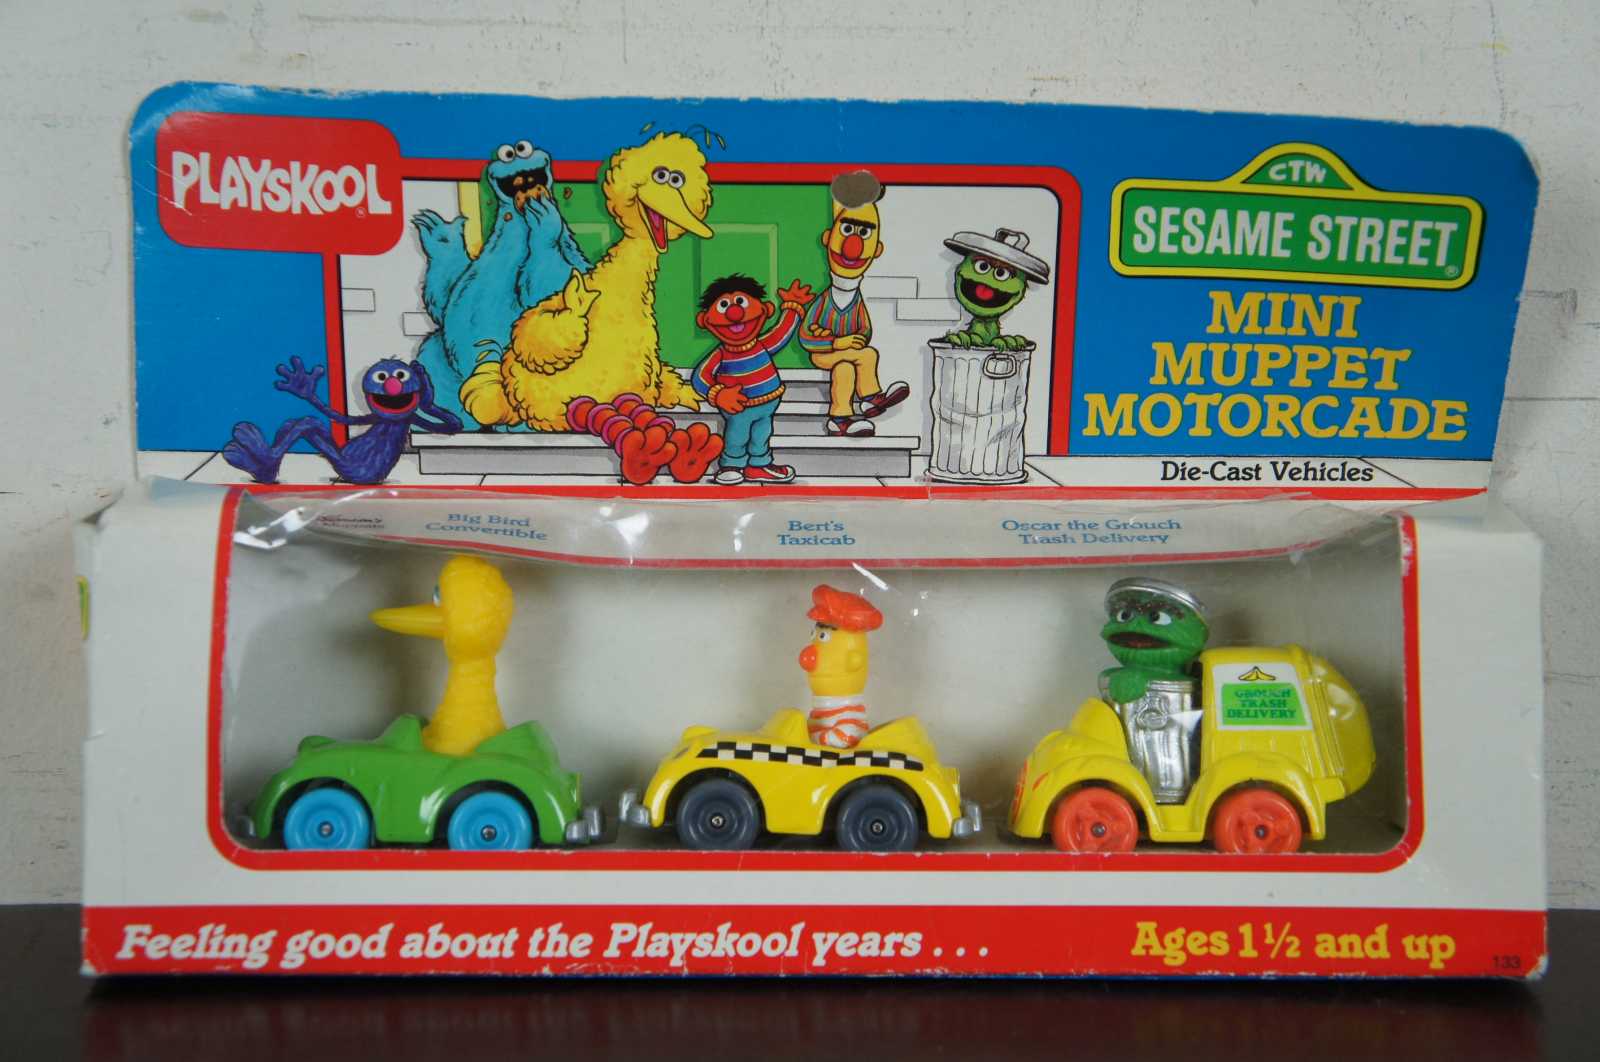 PLAYSKOOL®
CTW
SESAME STREET®
MINI
MUPPET
MOTORCADE
Die-Cast Vehicles
Big Bird
Convertible
Bert's
Taxicab
Oscar the Grouch
Trash Delivery
GROUCH
TRASH
DELIVERY
Feeling good about the Playskool years...
Ages 1½ and up
133